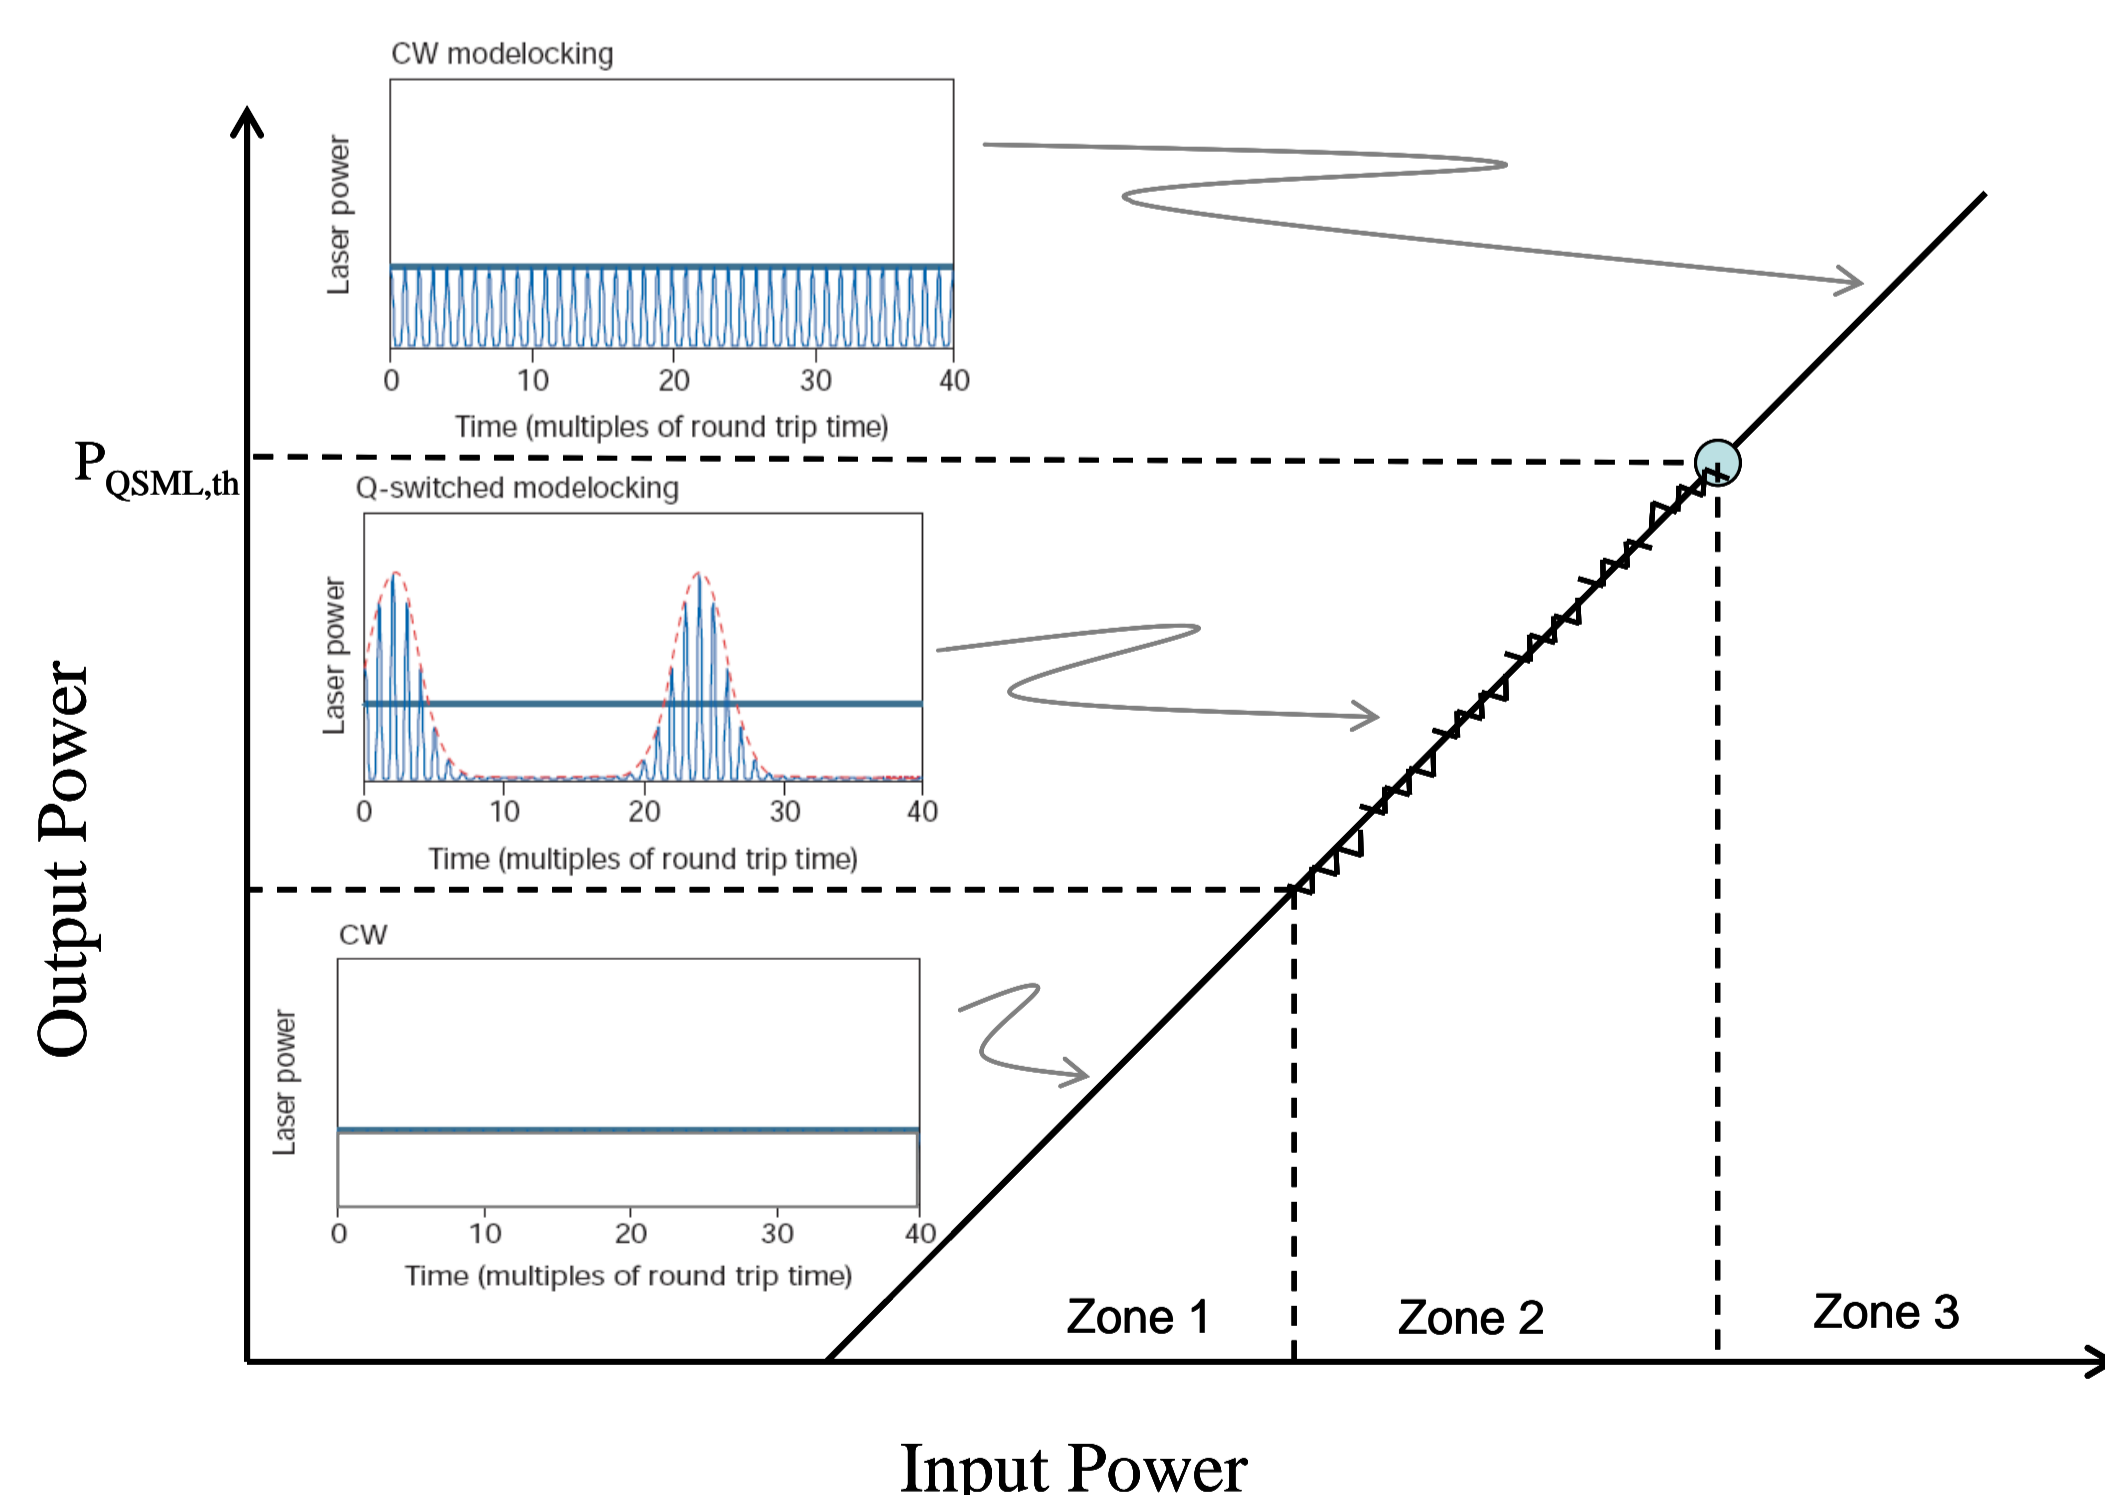 CW modelocking
Laser power
0 10 20 30 40
Time (multiples of round trip time)
P_QSML,th
Q-switched modelocking
Laser power
0 10 20 30 40
Time (multiples of round trip time)
Output Power
CW
Laser power
0 10 20 30 40
Time (multiples of round trip time)
Zone 1 Zone 2 Zone 3
Input Power